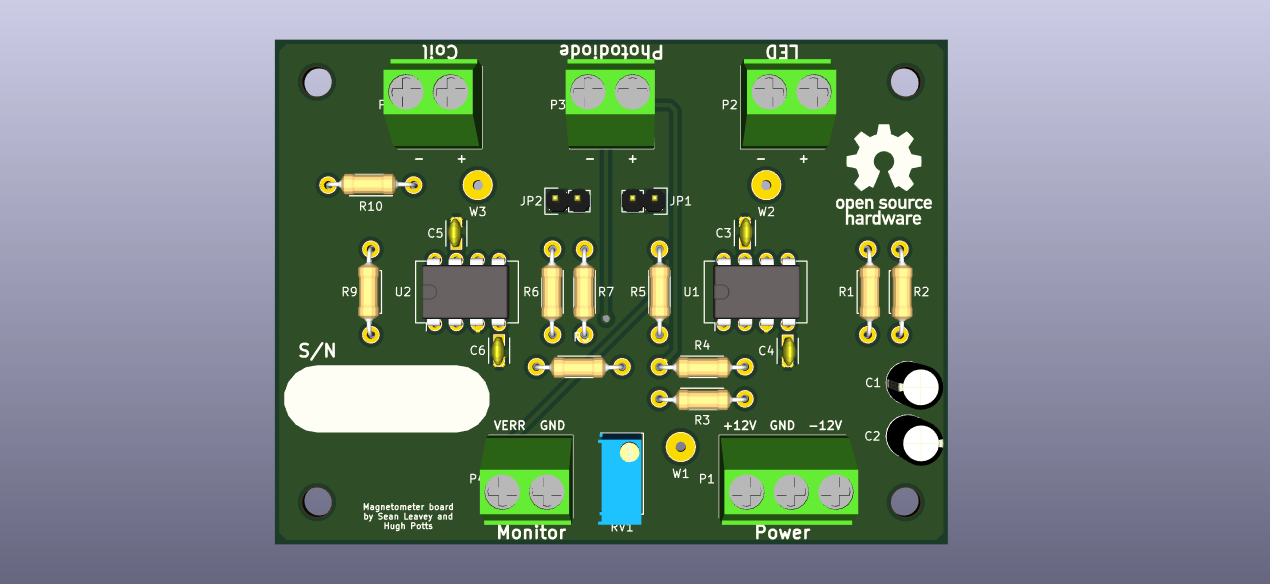 Coil Photodiode LED
P3 P2
- + - + - +
JP2 JP1
open source
hardware
R10 W3 W2
C5 C3
R9 U2 R6 R7 R5 U1 R1 R2
S/N C6 R4 C4
C1
R3
VERR GND +12V GND -12V
C2
W1
P1
Magnetometer board
by Sean Leavey and
Hugh Potts
RV1
Monitor Power